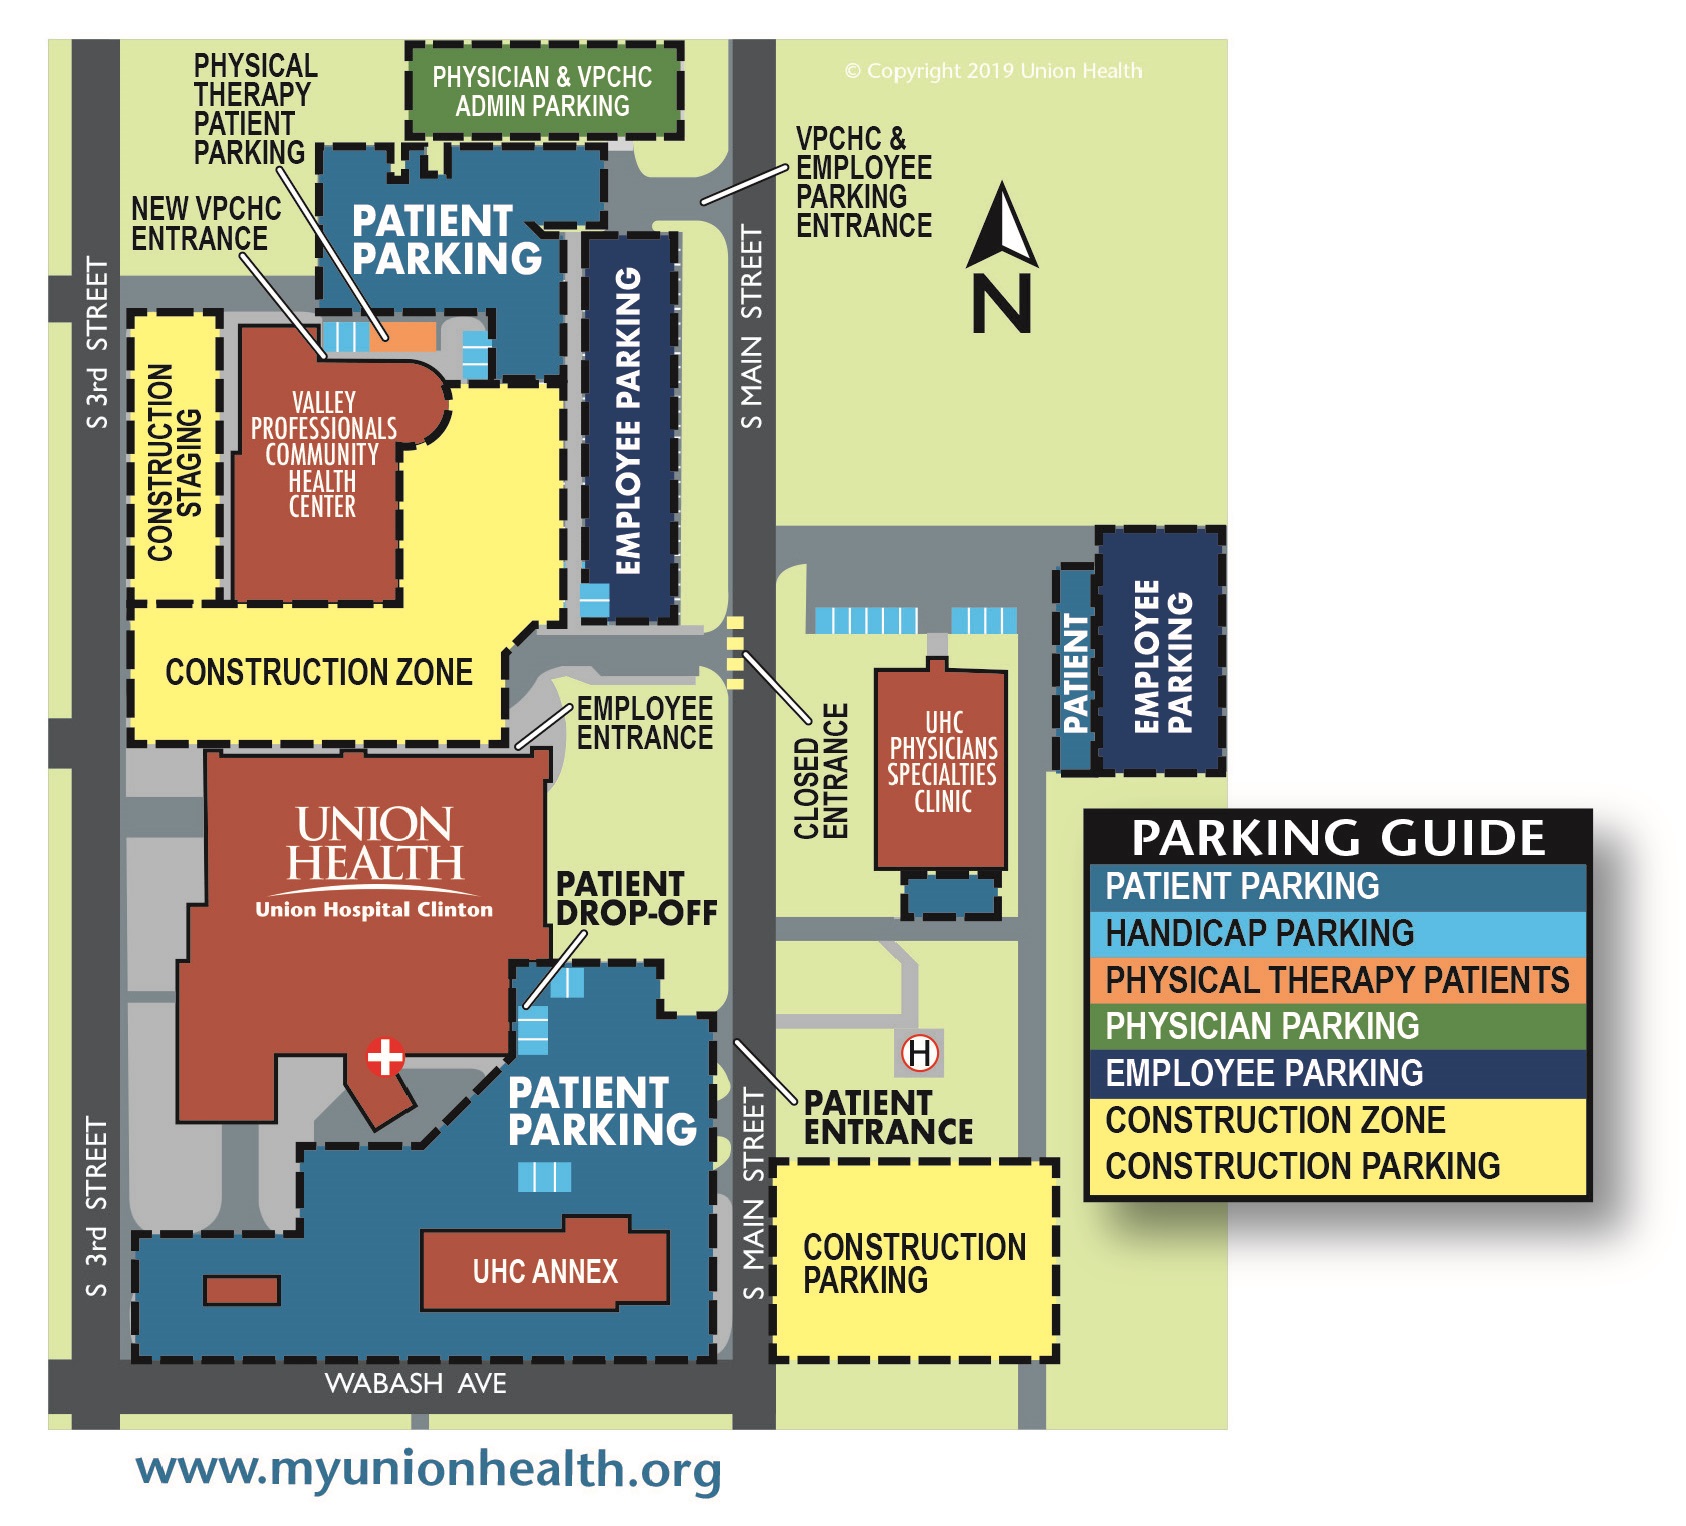 © Copyright 2019 Union Health
PHYSICAL
THERAPY
PATIENT
PARKING
PHYSICIAN & VPCHC
ADMIN PARKING
VPCHC &
EMPLOYEE
PARKING
ENTRANCE
NEW VPCHC
ENTRANCE
PATIENT
PARKING
N
S 3rd STREET
S MAIN STREET
EMPLOYEE PARKING
CONSTRUCTION
STAGING
VALLEY
PROFESSIONALS
COMMUNITY
HEALTH
CENTER
CONSTRUCTION ZONE
EMPLOYEE
ENTRANCE
CLOSED
ENTRANCE
UHC
PHYSICIANS
SPECIALTIES
CLINIC
PATIENT
EMPLOYEE
PARKING
UNION
HEALTH
Union Hospital Clinton
PATIENT
DROP-OFF
PARKING GUIDE
PATIENT PARKING
HANDICAP PARKING
PHYSICAL THERAPY PATIENTS
PHYSICIAN PARKING
EMPLOYEE PARKING
CONSTRUCTION ZONE
CONSTRUCTION PARKING
H
PATIENT
PARKING
PATIENT
ENTRANCE
S 3rd STREET
S MAIN STREET
UHC ANNEX
CONSTRUCTION
PARKING
WABASH AVE
www.myunionhealth.org